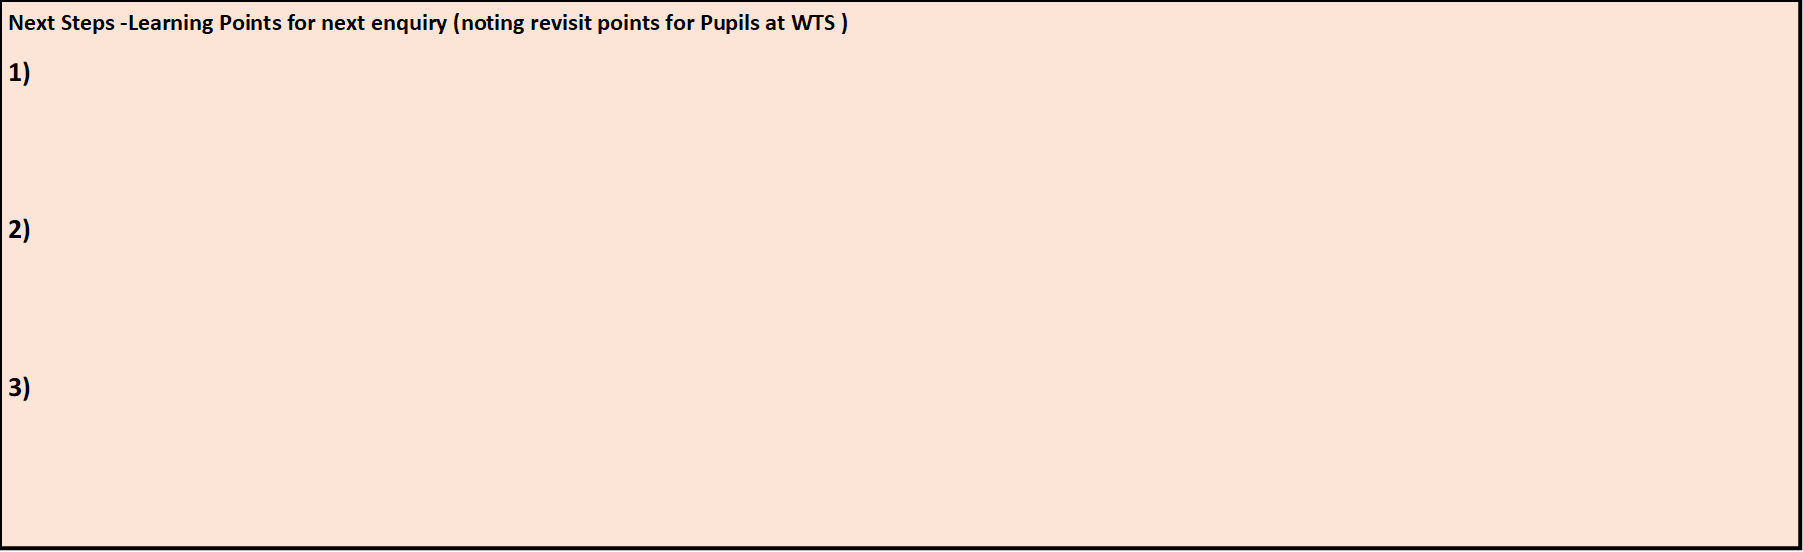 Next Steps -Learning Points for next enquiry (noting revisit points for Pupils at WTS )
1)
2)
3)